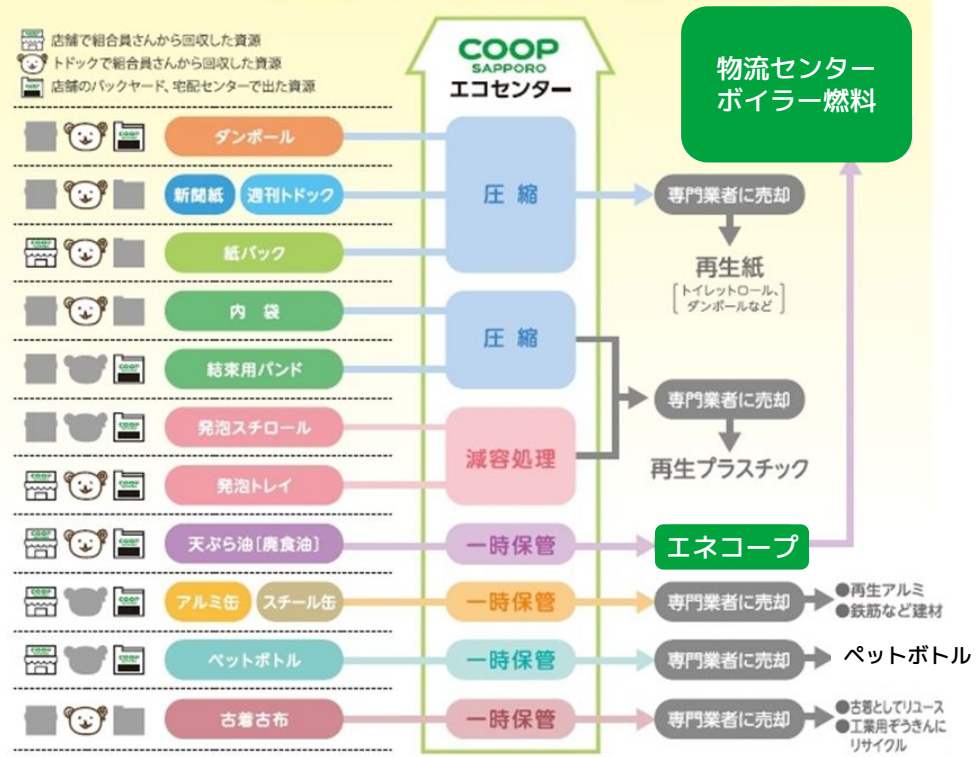 店舗で組合員さんから回収した資源
トドックで組合員さんから回収した資源
店舗のバックヤード、宅配センターで出た資源
COOP
SAPPORO
エコセンター
物流センター
ボイラー燃料
ダンボール
新聞紙
週刊トドック
紙パック
圧縮
専門業者に売却
再生紙
トイレットロール、
ダンボールなど
内 袋
結束用バンド
圧縮
発泡スチロール
発泡トレイ
減容処理
専門業者に売却
再生プラスチック
天ぷら油[廃食油]
一時保管
エネコープ
アルミ缶
スチール缶
一時保管
専門業者に売却
●再生アルミ
●鉄筋など建材
ペットボトル
一時保管
専門業者に売却
ペットボトル
古着古布
一時保管
専門業者に売却
●古着としてリユース
●工業用ぞうきんに
リサイクル